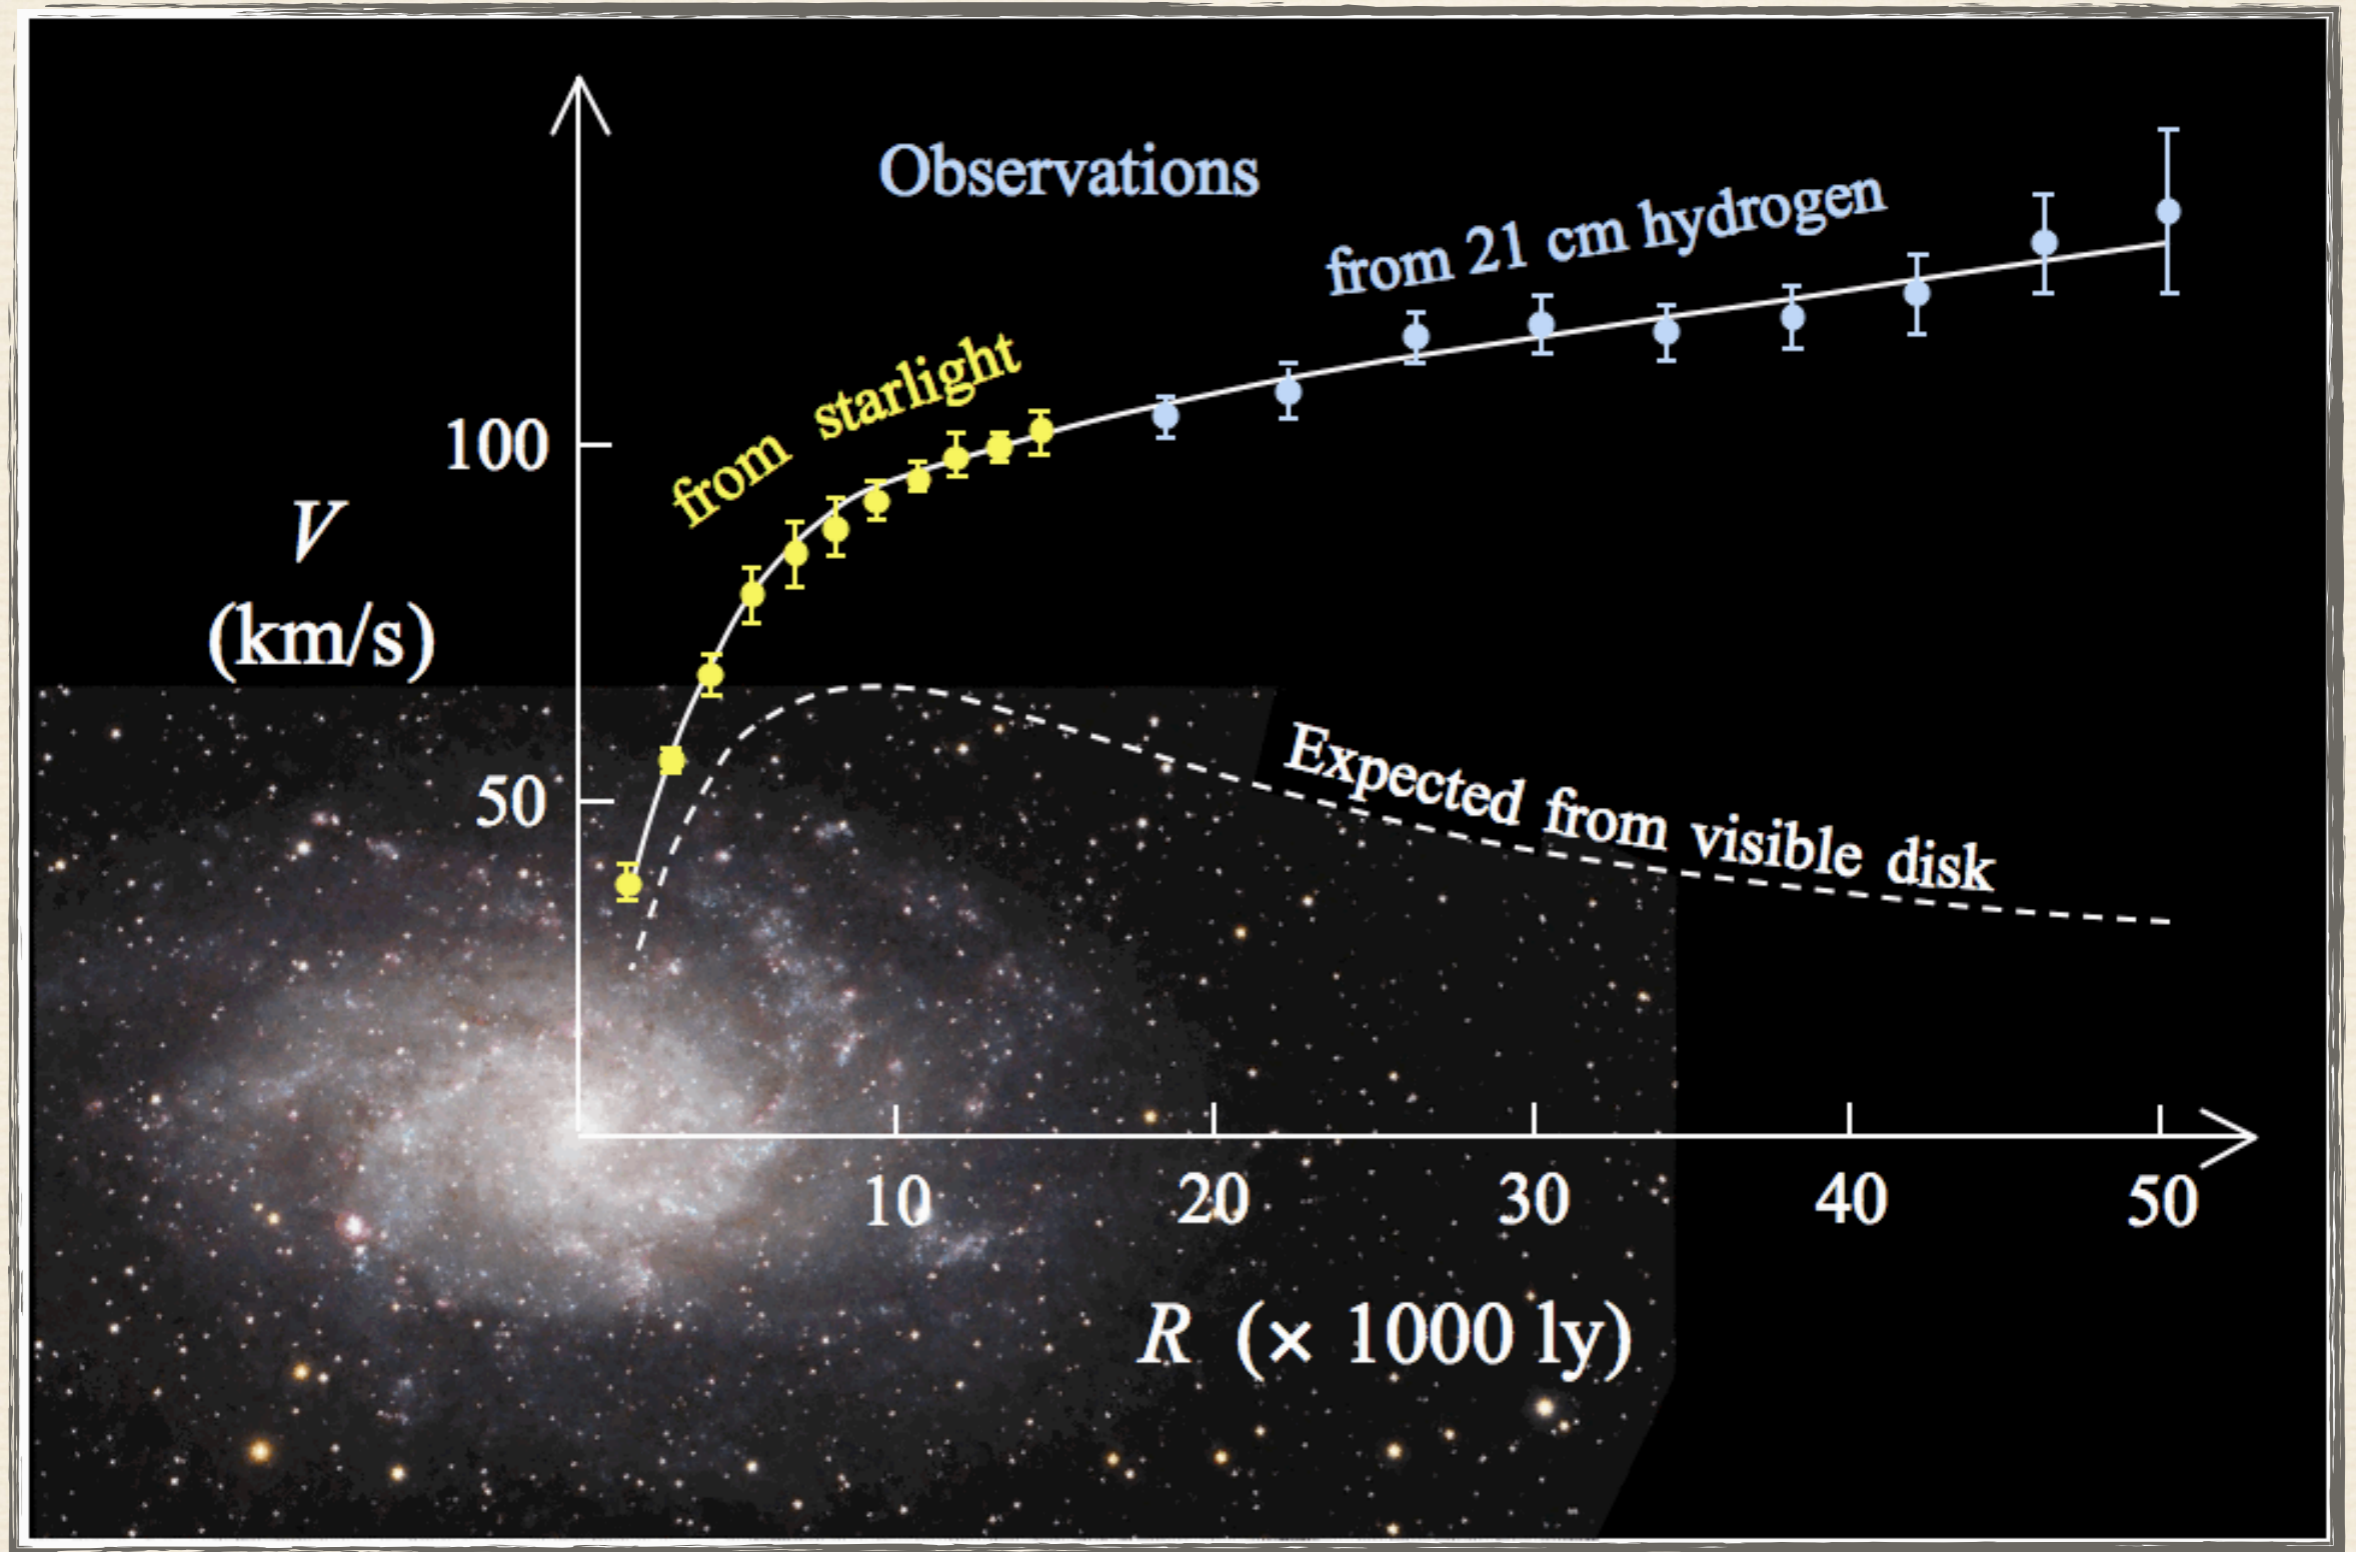 Observations
from 21 cm hydrogen
from starlight
100
V
(km/s)
50
Expected from visible disk
10 20 30 40 50
R (× 1000 ly)